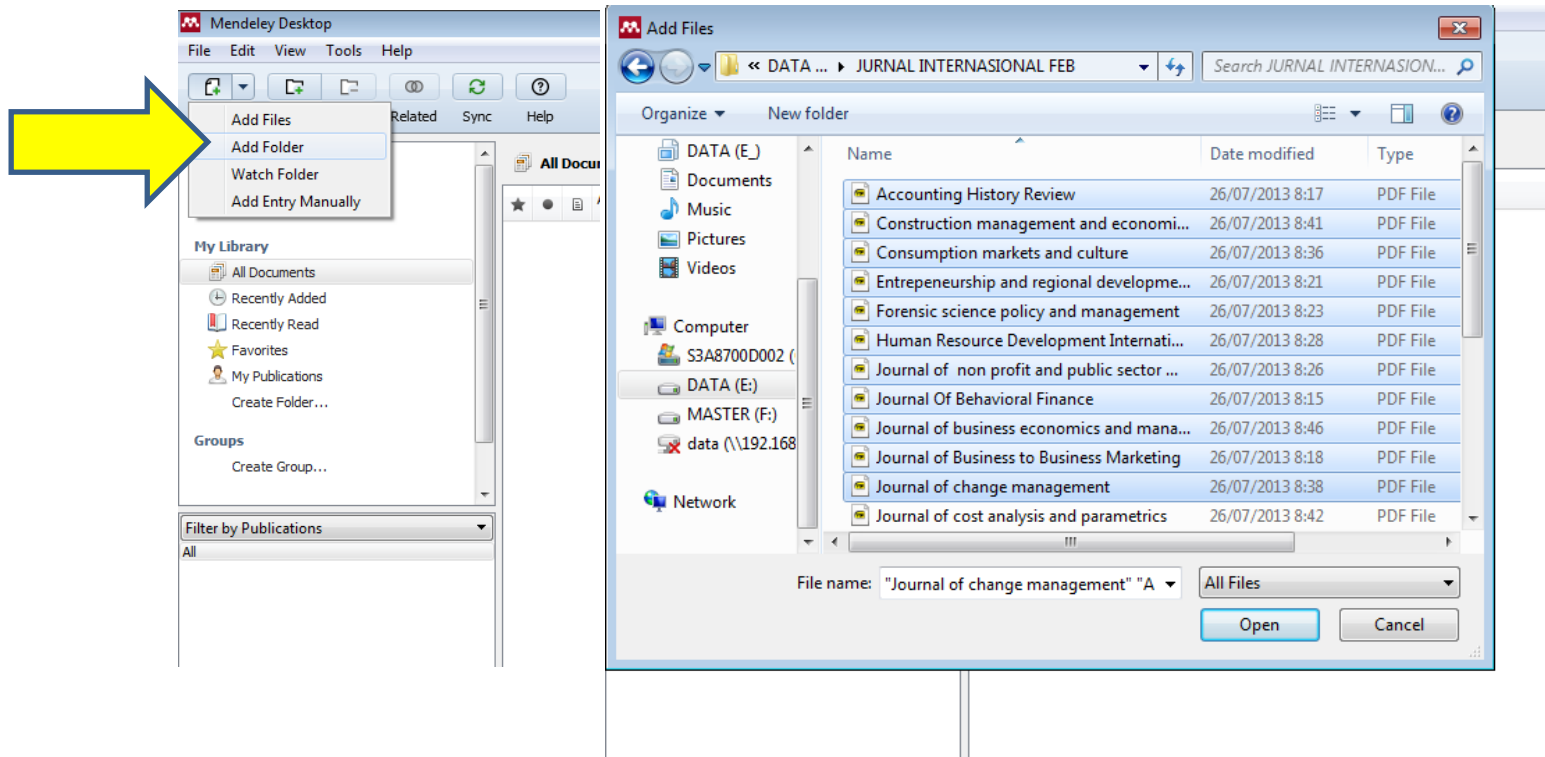 Mendeley Desktop
File Edit View Tools Help
Related Sync Help
Add Files
Add Folder
Watch Folder
Add Entry Manually
All Docu
My Library
All Documents
Recently Added
Recently Read
Favorites
My Publications
Create Folder...
Groups
Create Group...
Filter by Publications
All
Add Files
« DATA ... JURNAL INTERNASIONAL FEB
Search JURNAL INTERNASION...
Organize New folder
DATA (E_)
Documents
Music
Pictures
Videos
Computer
S3A8700D002 (
DATA (E:)
MASTER (F:)
data (\\192.168
Network
Name Date modified Type
Accounting History Review 26/07/2013 8:17 PDF File
Construction management and economi... 26/07/2013 8:41 PDF File
Consumption markets and culture 26/07/2013 8:36 PDF File
Entrepeneurship and regional developme... 26/07/2013 8:21 PDF File
Forensic science policy and management 26/07/2013 8:23 PDF File
Human Resource Development Internati... 26/07/2013 8:28 PDF File
Journal of  non profit and public sector ... 26/07/2013 8:26 PDF File
Journal Of Behavioral Finance 26/07/2013 8:15 PDF File
Journal of business economics and mana... 26/07/2013 8:46 PDF File
Journal of Business to Business Marketing 26/07/2013 8:18 PDF File
Journal of change management 26/07/2013 8:38 PDF File
Journal of cost analysis and parametrics 26/07/2013 8:42 PDF File
File name: "Journal of change management" "A
All Files
Open Cancel